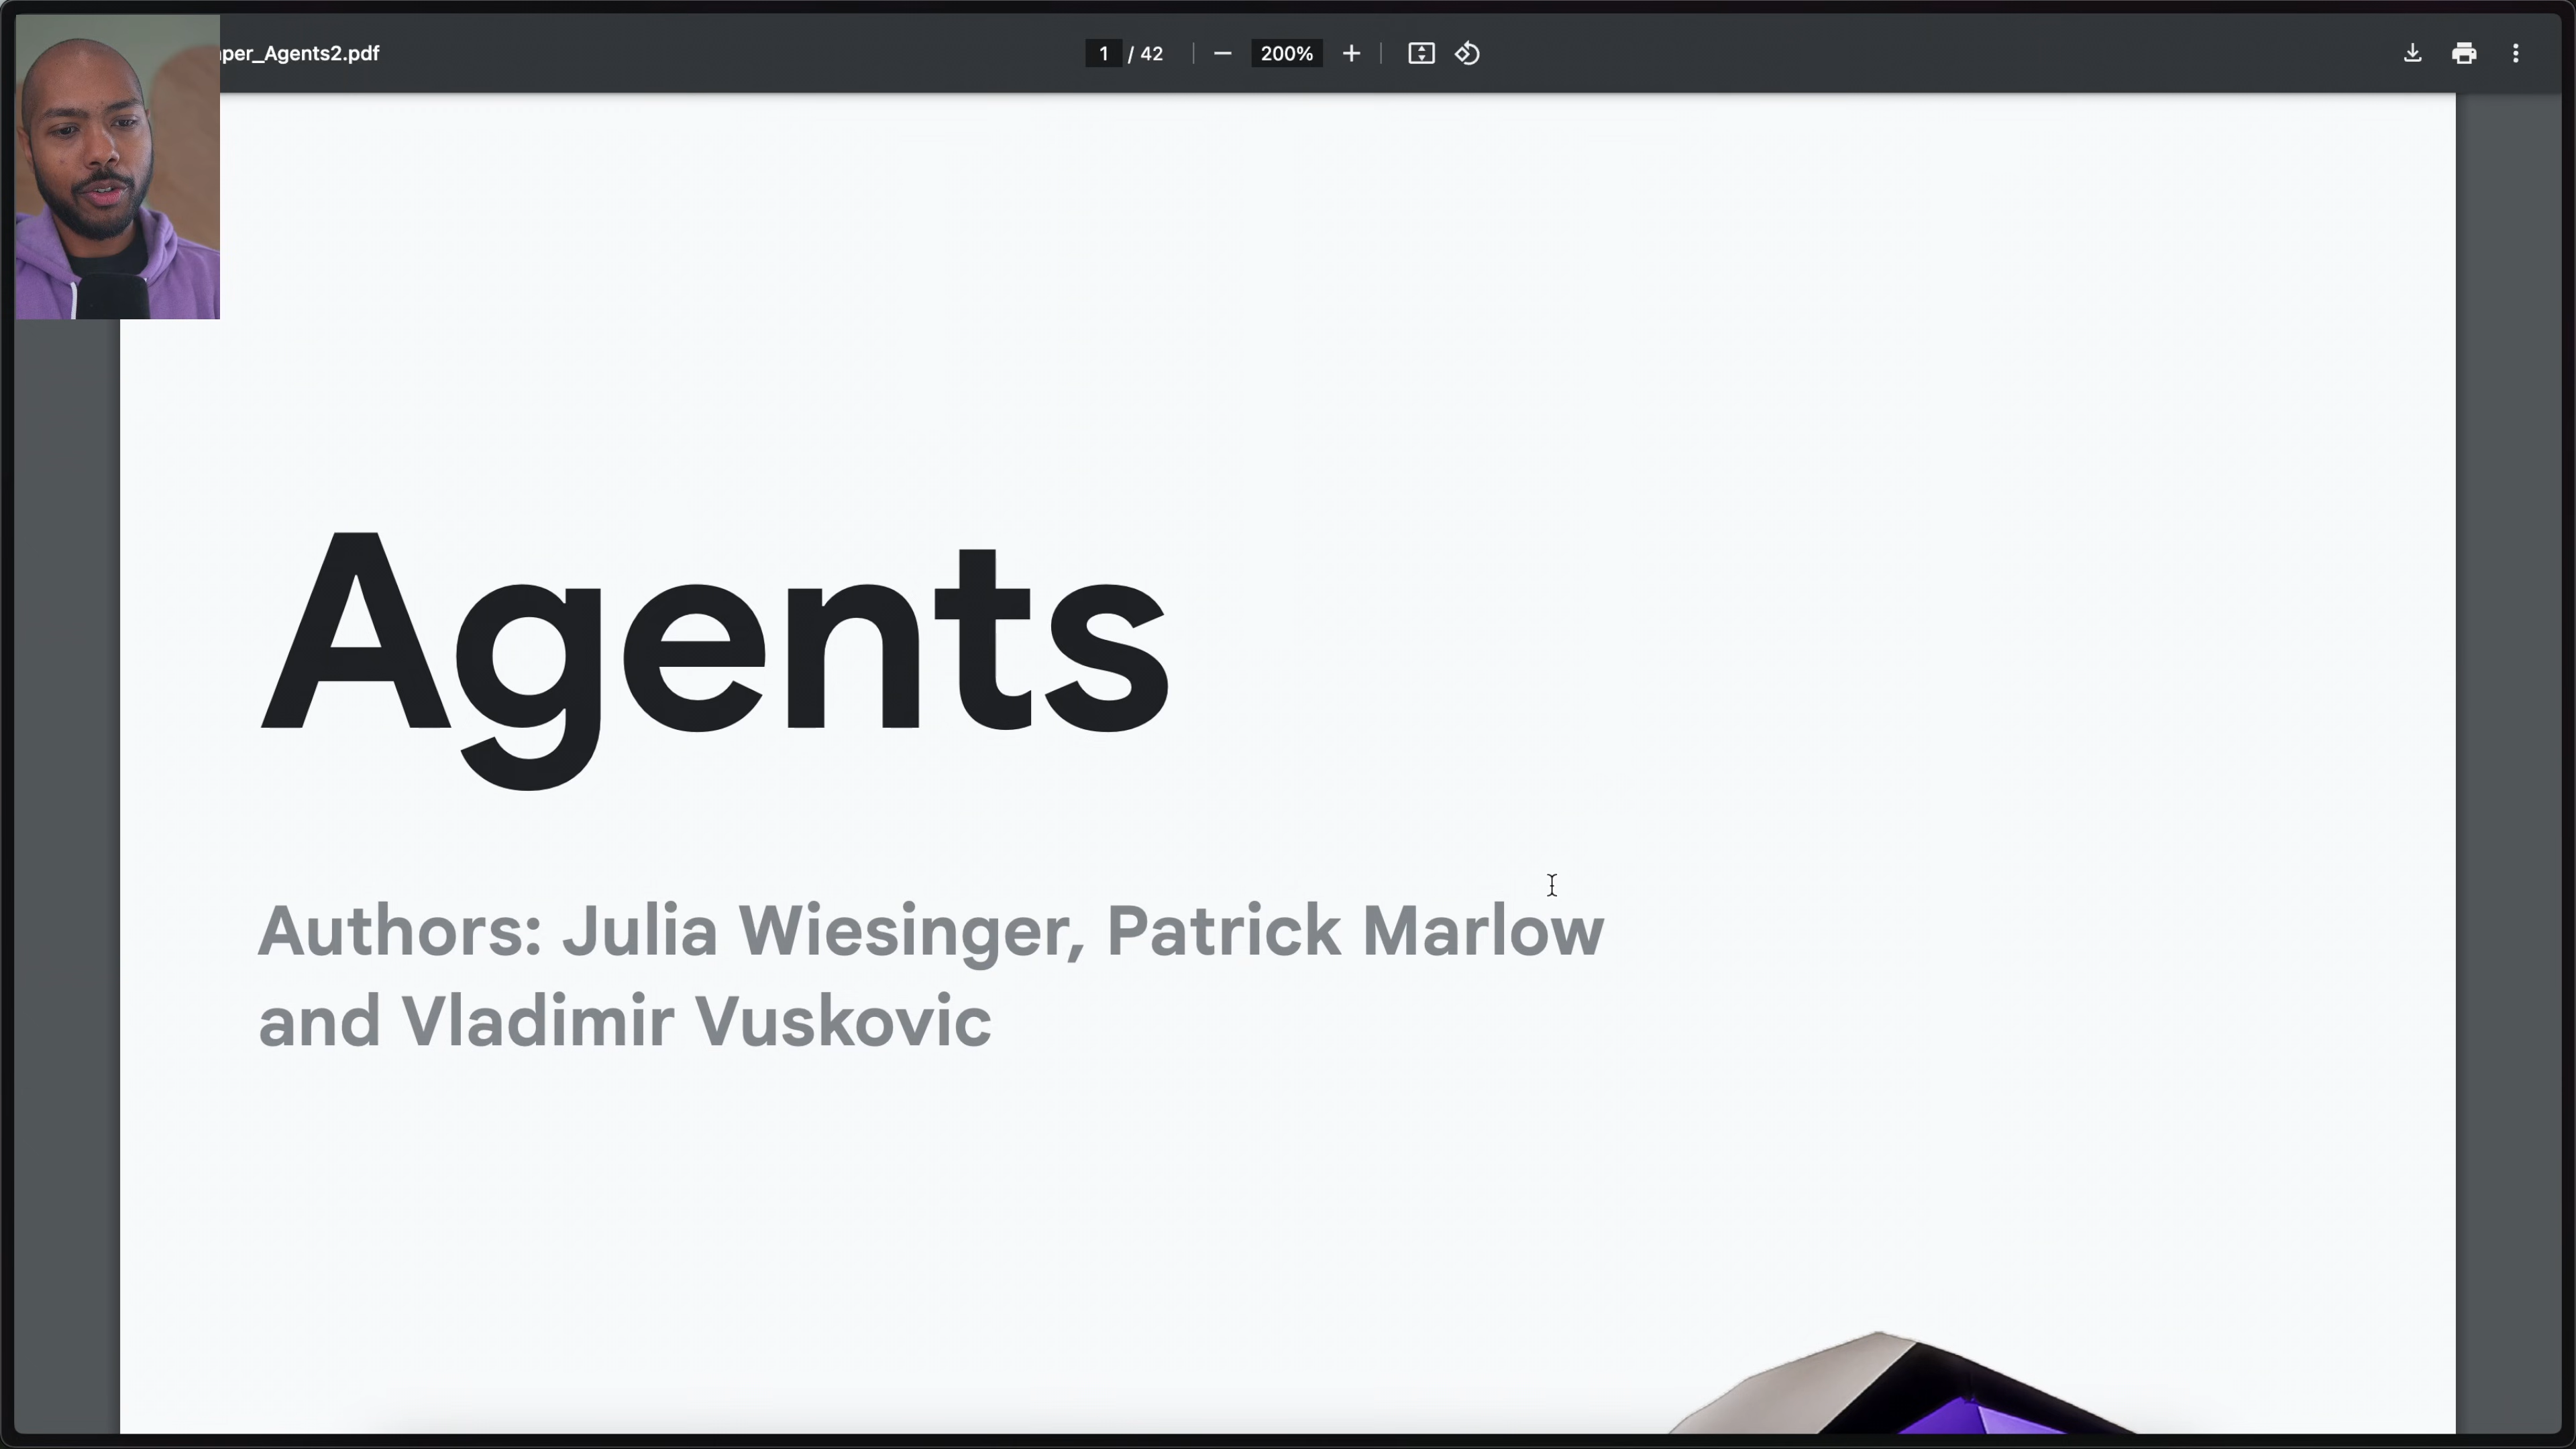 per_Agents2.pdf
1 / 42
200%
Agents
Authors: Julia Wiesinger, Patrick Marlow
and Vladimir Vuskovic